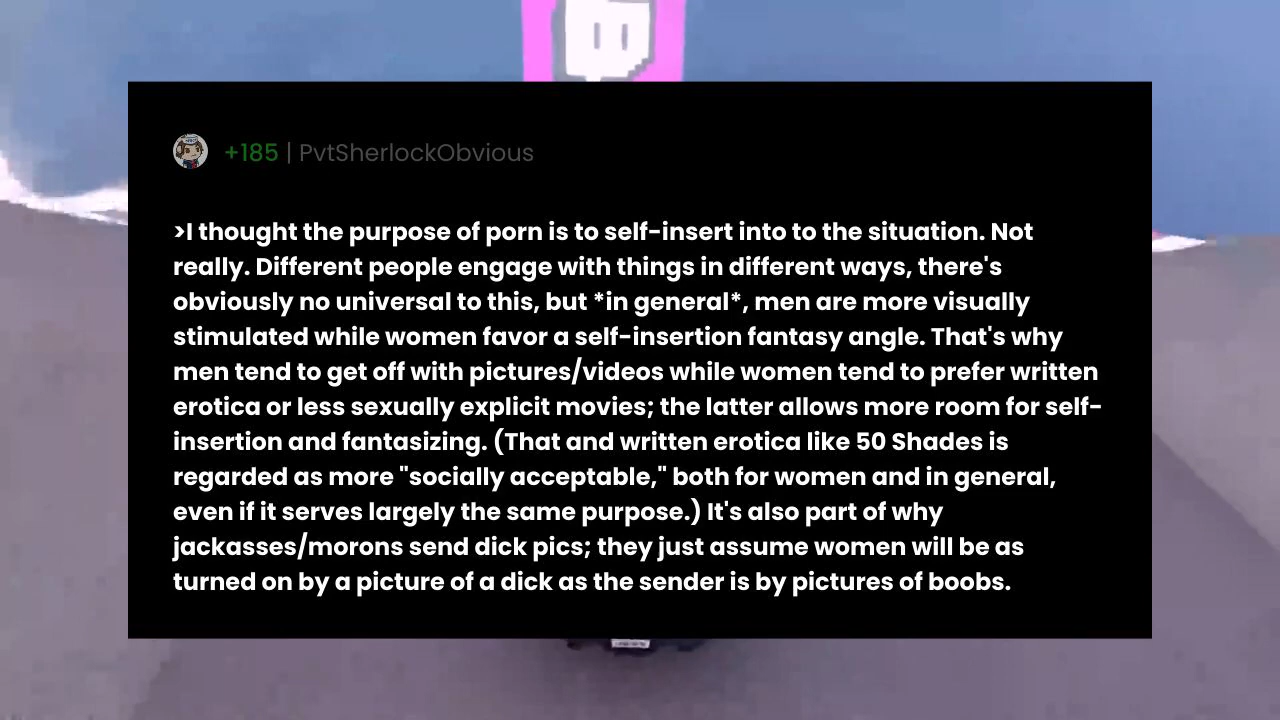 +185 | PvtSherlockObvious
>I thought the purpose of porn is to self-insert into to the situation. Not
really. Different people engage with things in different ways, there's
obviously no universal to this, but *in general*, men are more visually
stimulated while women favor a self-insertion fantasy angle. That's why
men tend to get off with pictures/videos while women tend to prefer written
erotica or less sexually explicit movies; the latter allows more room for self-
insertion and fantasizing. (That and written erotica like 50 Shades is
regarded as more "socially acceptable," both for women and in general,
even if it serves largely the same purpose.) It's also part of why
jackasses/morons send dick pics; they just assume women will be as
turned on by a picture of a dick as the sender is by pictures of boobs.